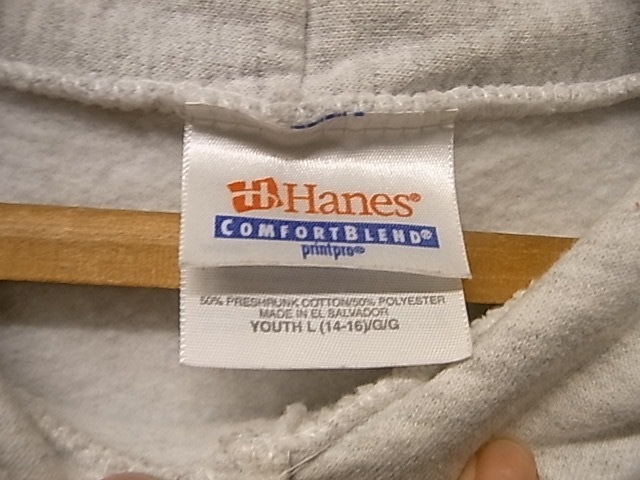 Hanes®
COMFORTBLEND®
printpro®
50% PRESHRUNK COTTON/50% POLYESTER
MADE IN EL SALVADOR
YOUTH L (14-16)/G/G